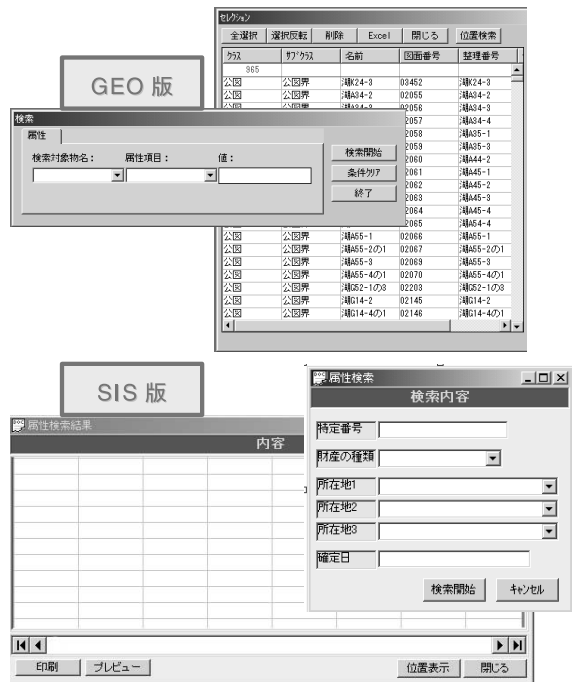 セレクション
全選択 選択反転 削除 Excel 閉じる 位置検索
クラス サブクラス 名前 図面番号 整理番号
965
公図 公図界 湖K24-3 03452 湖K24-3
公図 公図界 湖A34-2 02055 湖A34-2
公図 公図界 湖A34-3 02056 湖A34-3
02057 湖A34-4
02058 湖A35-1
02059 湖A35-3
02060 湖A44-2
02061 湖A45-1
02062 湖A45-2
02063 湖A45-3
02064 湖A45-4
02065 湖A54-4
公図 公図界 湖A55-1 02066 湖A55-1
公図 公図界 湖A55-2の1 02067 湖A55-2の1
公図 公図界 湖A55-3 02069 湖A55-3
公図 公図界 湖A55-4の1 02070 湖A55-4の1
公図 公図界 湖G52-1の3 02203 湖G52-1の3
公図 公図界 湖G14-2 02145 湖G14-2
公図 公図界 湖G14-4の1 02146 湖G14-4の1
GEO 版
検索
属性
検索対象物名： 属性項目： 値：
検索開始
条件クリア
終了
SIS 版
属性検索結果
内容
印刷 プレビュー 位置表示 閉じる
属性検索
検索内容
特定番号
財産の種類
所在地1
所在地2
所在地3
確定日
検索開始 キャンセル